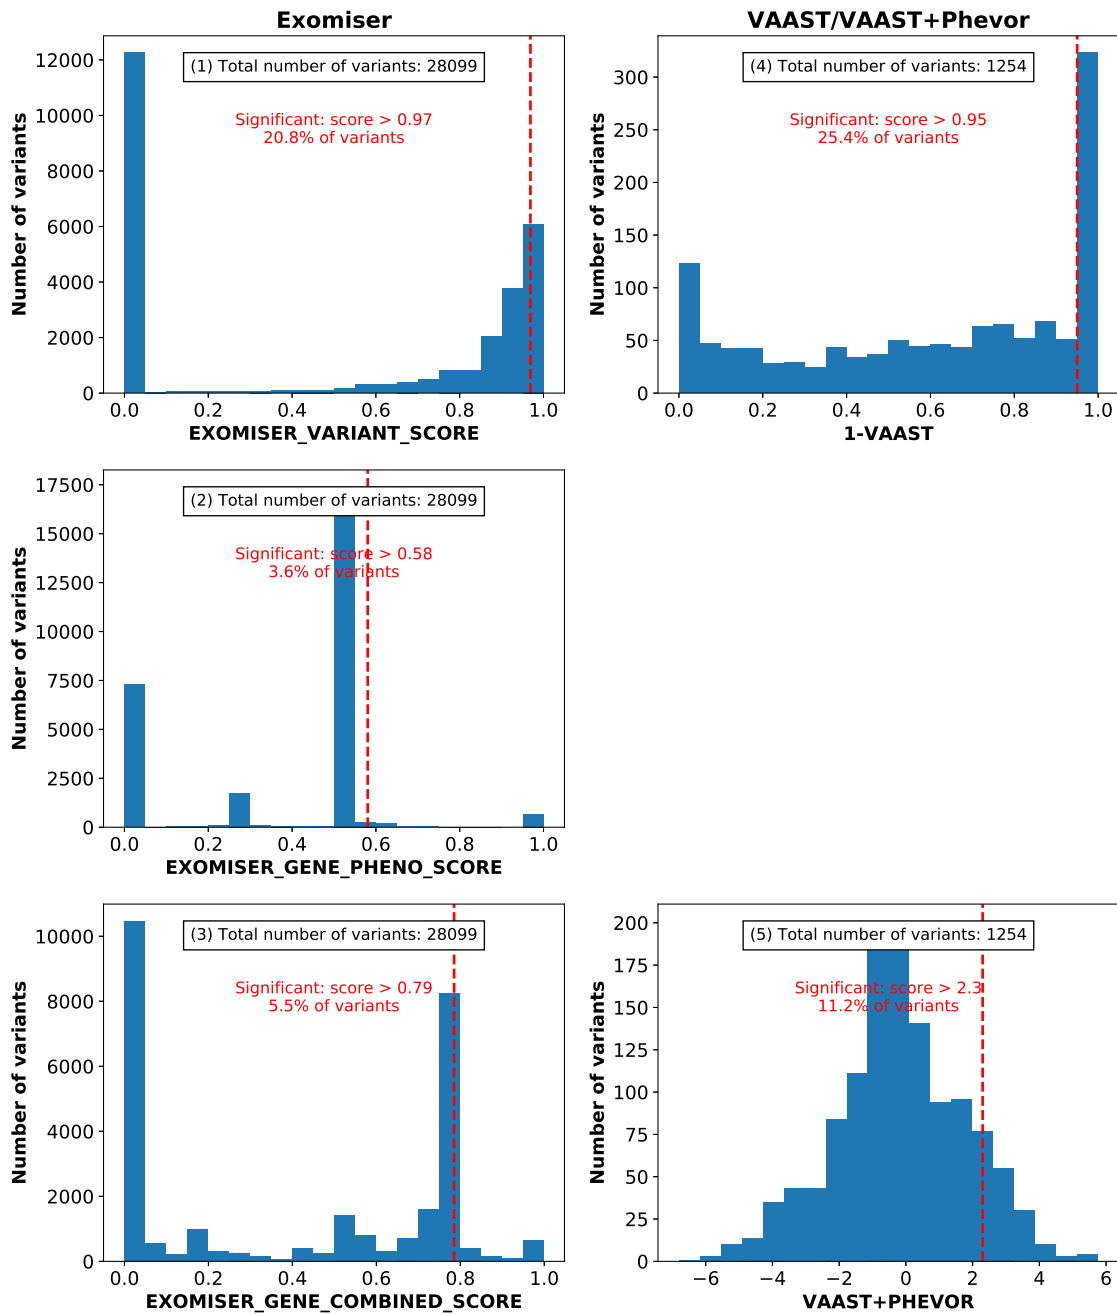 Exomiser
VAAST/VAAST+Phevor
Number of variants
12000
10000
8000
6000
4000
2000
0
(1) Total number of variants: 28099
Significant: score > 0.97
20.8% of variants
0.0 0.2 0.4 0.6 0.8 1.0
EXOMISER_VARIANT_SCORE
Number of variants
300
250
200
150
100
50
0
(4) Total number of variants: 1254
Significant: score > 0.95
25.4% of variants
0.0 0.2 0.4 0.6 0.8 1.0
1-VAAST
Number of variants
17500
15000
12500
10000
7500
5000
2500
0
(2) Total number of variants: 28099
Significant: score > 0.58
3.6% of variants
0.0 0.2 0.4 0.6 0.8 1.0
EXOMISER_GENE_PHENO_SCORE
Number of variants
10000
8000
6000
4000
2000
0
(3) Total number of variants: 28099
Significant: score > 0.79
5.5% of variants
0.0 0.2 0.4 0.6 0.8 1.0
EXOMISER_GENE_COMBINED_SCORE
Number of variants
200
175
150
125
100
75
50
25
0
(5) Total number of variants: 1254
Significant: score > 2.3
11.2% of variants
−6 −4 −2 0 2 4 6
VAAST+PHEVOR